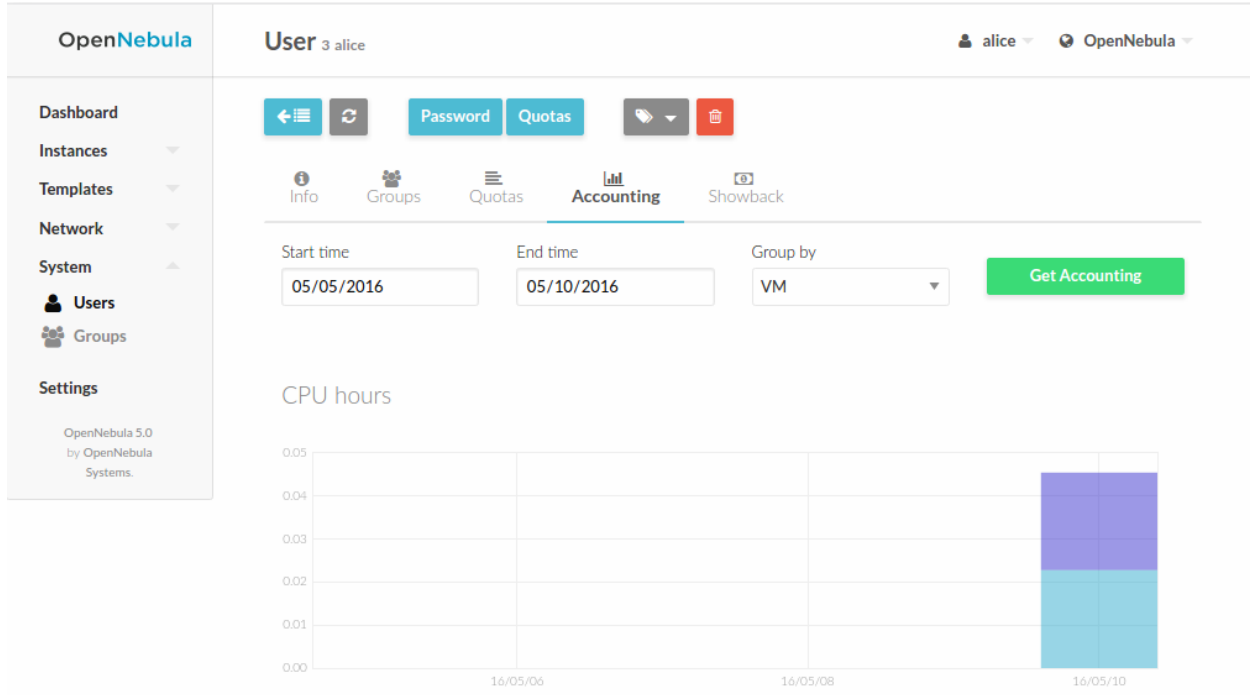 OpenNebula
User 3 alice
alice
OpenNebula
Dashboard
Instances
Templates
Network
System
Users
Groups
Settings
OpenNebula 5.0
by OpenNebula
Systems.
Password
Quotas
Info
Groups
Quotas
Accounting
Showback
Start time
End time
Group by
05/05/2016
05/10/2016
VM
Get Accounting
CPU hours
0.05
0.04
0.03
0.02
0.01
0.00
16/05/06
16/05/08
16/05/10